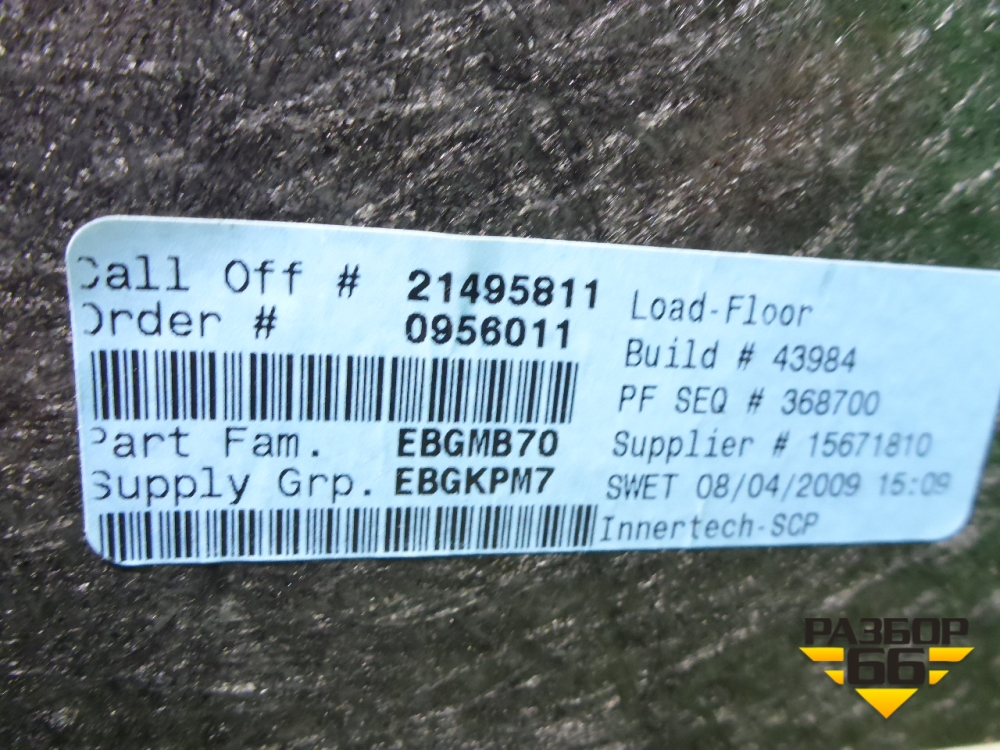 Call Off # 21495811
Order # 0956011
Part Fam. EBGMB70
Supply Grp. EBGKPM7
Load-Floor
Build # 43984
PF SEQ # 368700
Supplier # 15671810
SWET 08/04/2009 15:09
Innertech-SCP
РАЗБОР
66